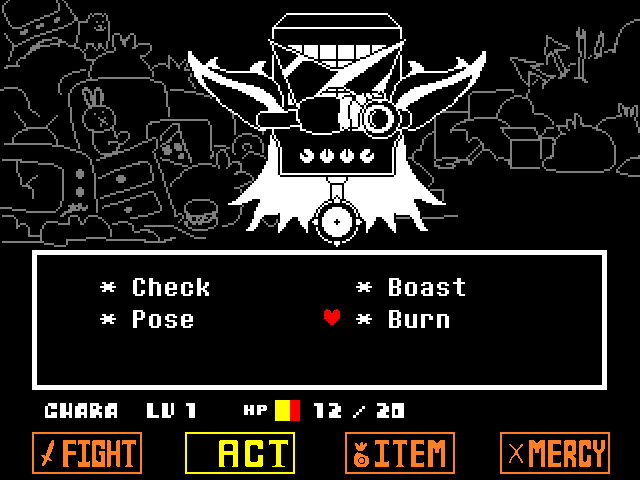 * Check * Boast
* Pose * Burn
CHARA LV 1 HP 12 / 20
FIGHT ACT ITEM MERCY